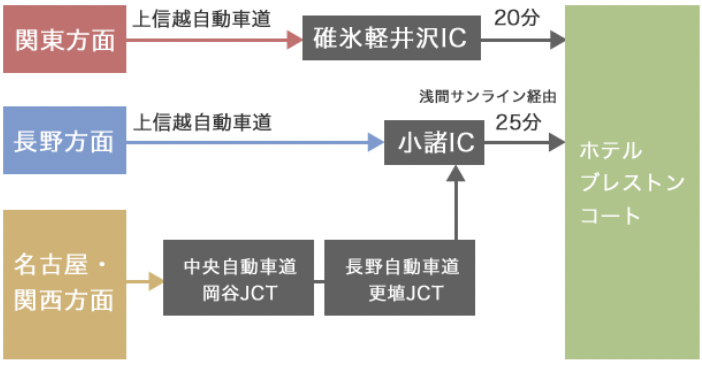 関東方面
上信越自動車道
碓氷軽井沢IC
20分
長野方面
上信越自動車道
小諸IC
浅間サンライン経由
25分
名古屋・
関西方面
中央自動車道
岡谷JCT
長野自動車道
更埴JCT
ホテル
ブレストン
コート